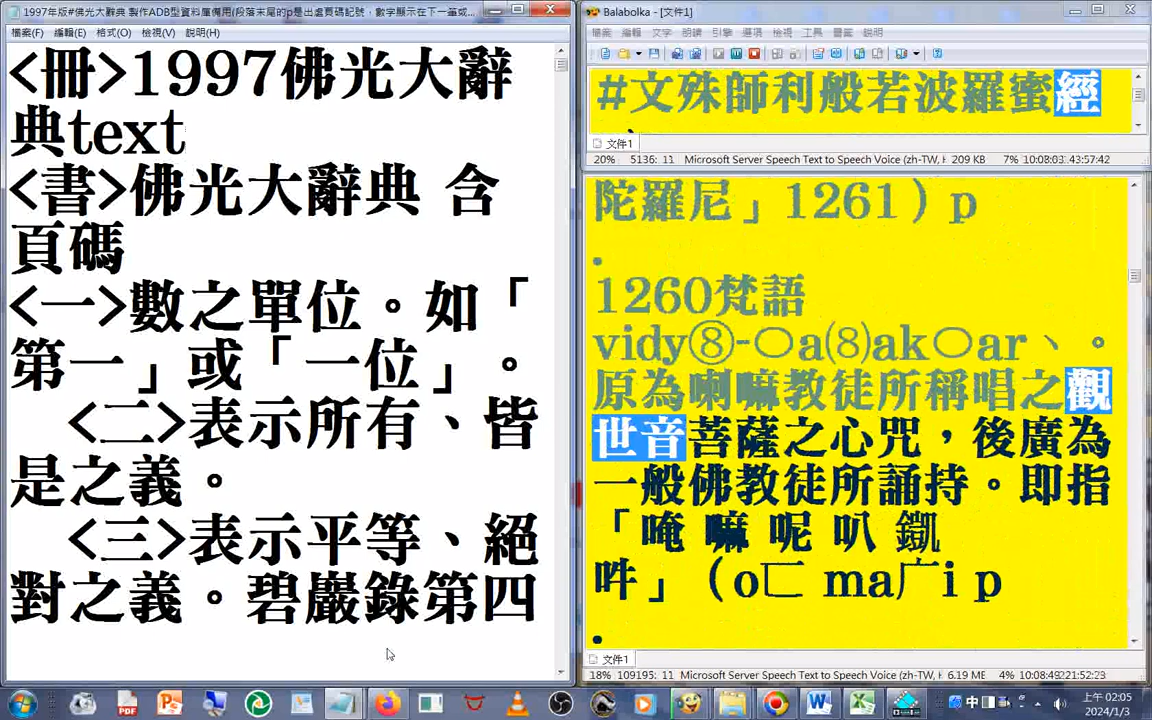 1997年版#佛光大辭典 製作ADB型資料庫備用(段落末尾的p是出處頁碼記號，數字顯示在下一筆或...
檔案(F) 編輯(E) 格式(O) 檢視(V) 說明(H)
<冊>1997佛光大辭
典text
<書>佛光大辭典 含
頁碼
<一>數之單位。如「
第一」或「一位」。
<二>表示所有、皆
是之義。
<三>表示平等、絕
對之義。碧巖錄第四
Balabolka - [文件1]
檔案 編輯 文字 朗讀 引擎 選項 檢視 工具 書籤 說明
#文殊師利般若波羅蜜經
文件1
20% 5136: 11 Microsoft Server Speech Text to Speech Voice (zh-TW, H 209 KB 7% 10:08:03.43:57:42
陀羅尼」1261）p
.
1260梵語
vidy⑧-〇a⑻ak〇ar、。
原為喇嘛教徒所稱唱之觀
世音菩薩之心咒，後廣為
一般佛教徒所誦持。即指
「唵 嘛 呢 叭
吽」（o匚 ma广i p
.
文件1
18% 109195: 11 Microsoft Server Speech Text to Speech Voice (zh-TW, H 6.19 MB 4% 10:08:49221:52:23
中
上午 02:05
2024/1/3